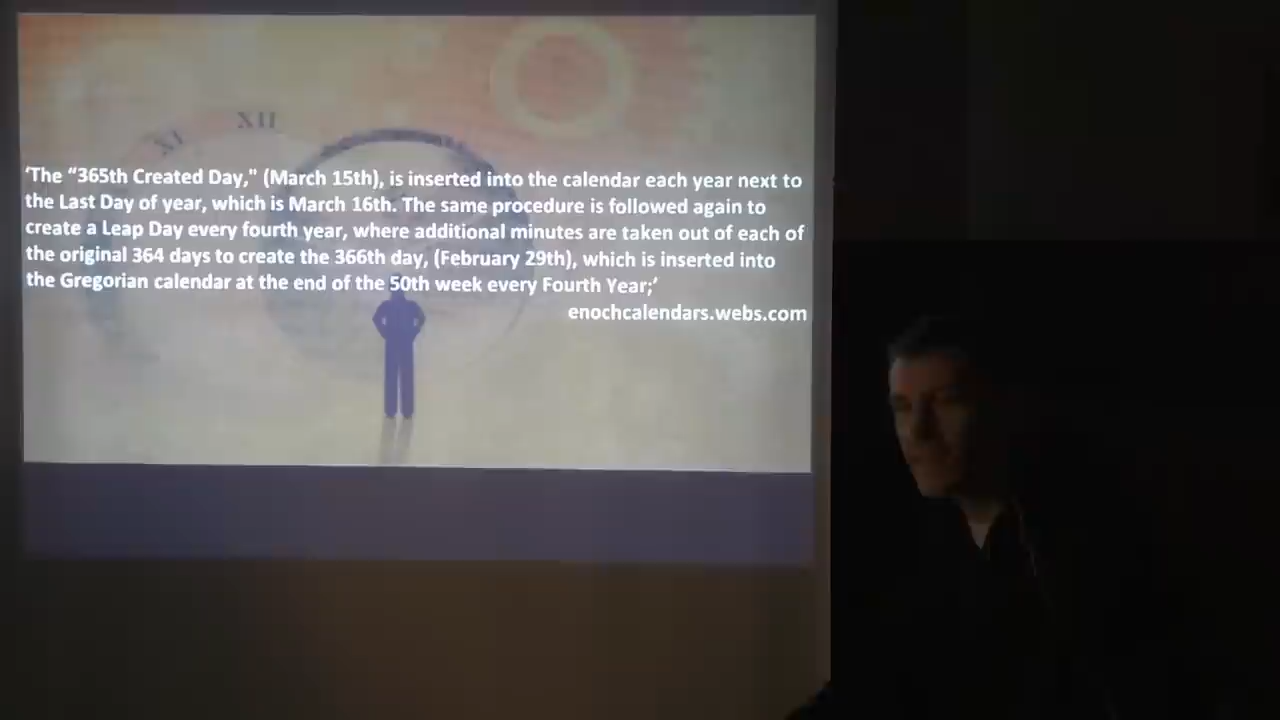 XII
XI
‘The “365th Created Day," (March 15th), is inserted into the calendar each year next to
the Last Day of year, which is March 16th. The same procedure is followed again to
create a Leap Day every fourth year, where additional minutes are taken out of each of
the original 364 days to create the 366th day, (February 29th), which is inserted into
the Gregorian calendar at the end of the 50th week every Fourth Year;’
enochcalendars.webs.com